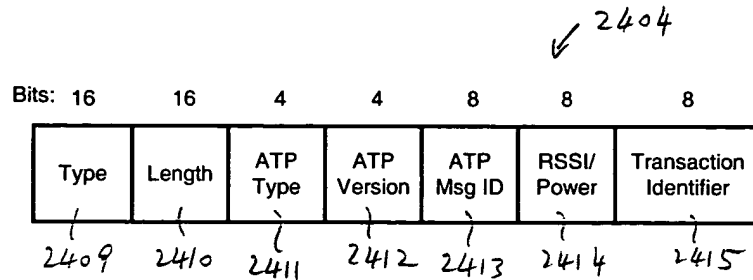 2404
Bits: 16 16 4 4 8 8 8
Type Length ATP Type ATP Version ATP Msg ID RSSI/ Power Transaction Identifier
2409 2410 2411 2412 2413 2414 2415